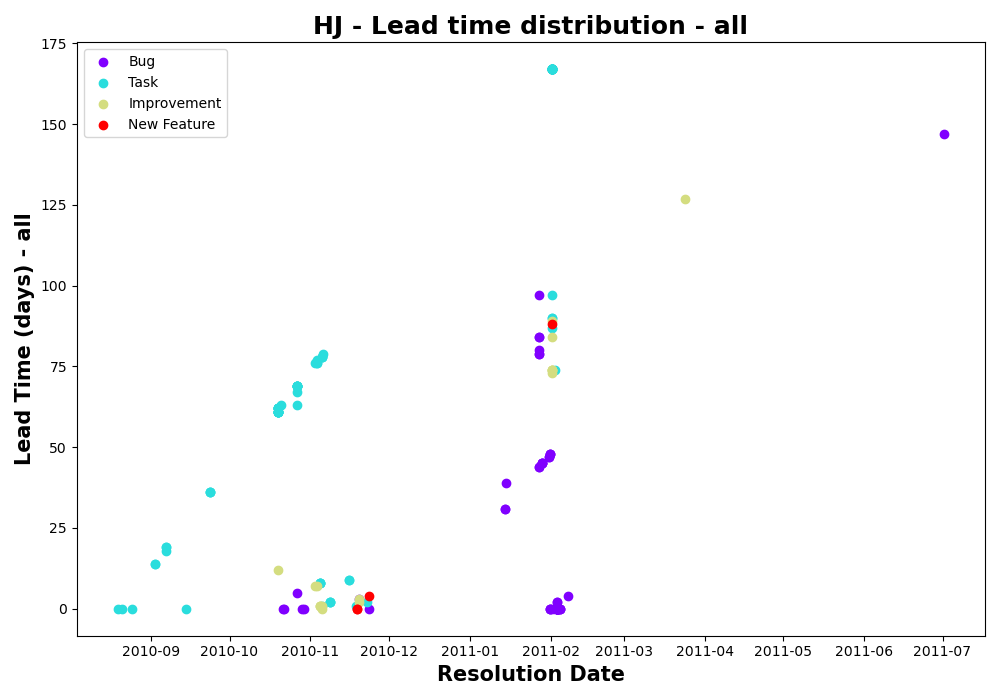 HJ - Lead time distribution - all
Bug
Task
Improvement
New Feature
Lead Time (days) - all
175
150
125
100
75
50
25
0
2010-09 2010-10 2010-11 2010-12 2011-01 2011-02 2011-03 2011-04 2011-05 2011-06 2011-07
Resolution Date